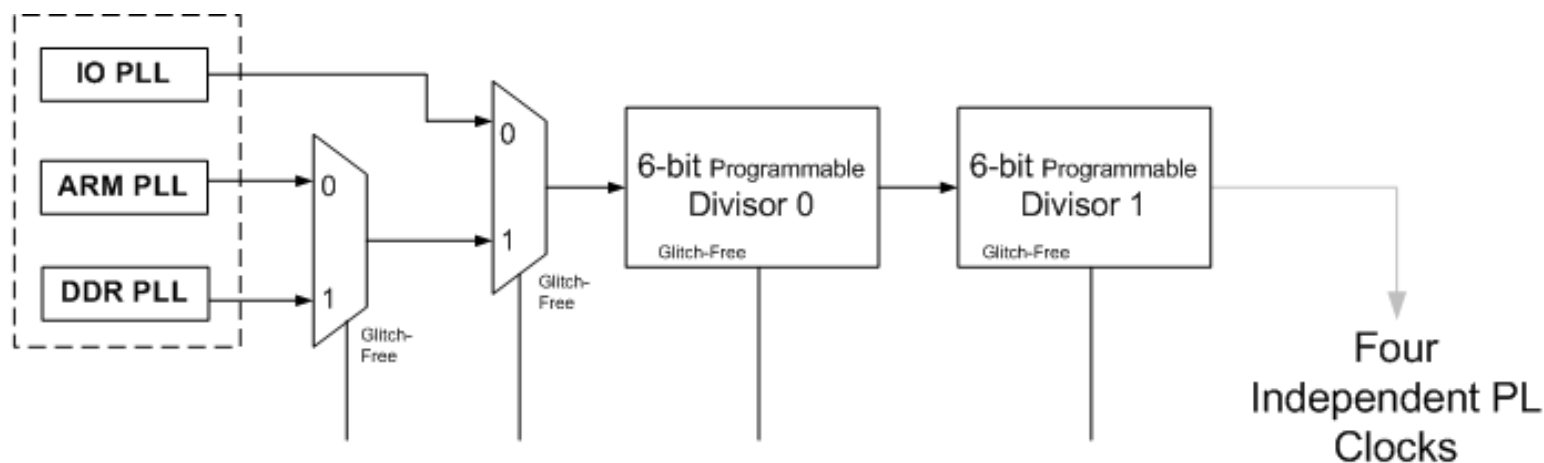 IO PLL
ARM PLL
DDR PLL
0
1
Glitch-
Free
0
1
Glitch-
Free
6-bit Programmable
Divisor 0
Glitch-Free
6-bit Programmable
Divisor 1
Glitch-Free
Four
Independent PL
Clocks